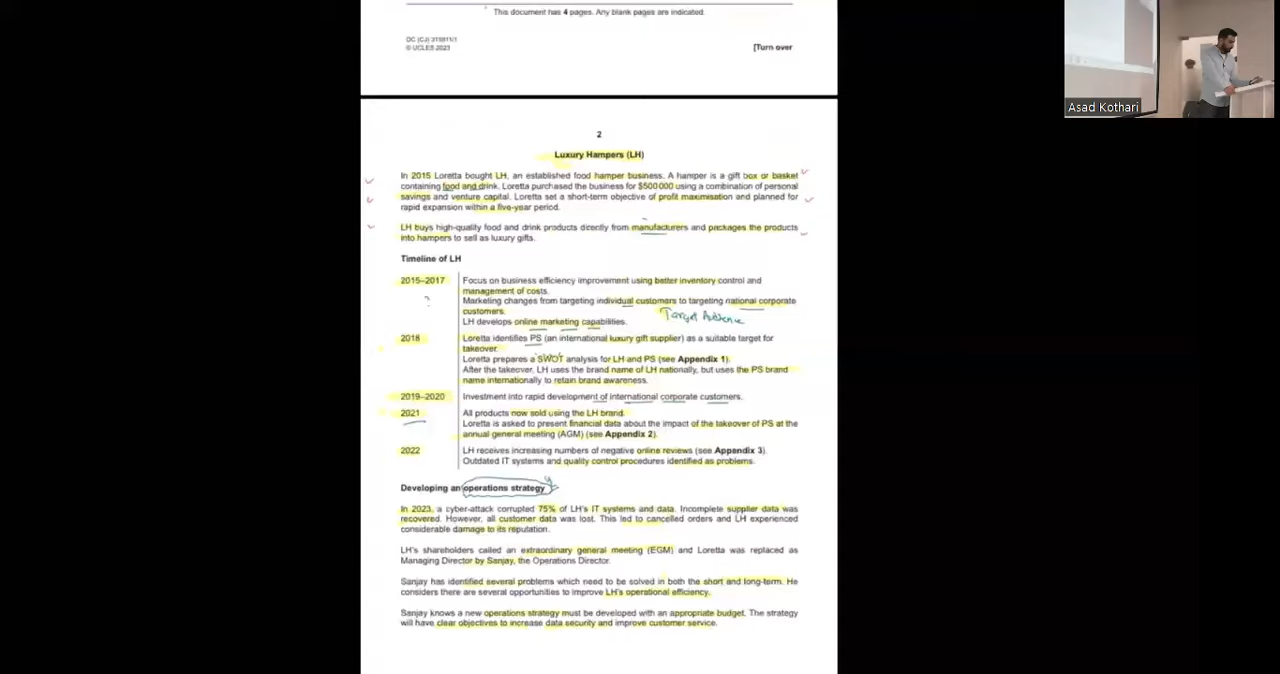 This document has 4 pages. Any blank pages are indicated.
© UCLES 2023
[Turn over
Asad Kothari
2
Luxury Hampers (LH)
In 2015 Loretta bought LH, an established food hamper business. A hamper is a gift box or basket
containing food and drink. Loretta purchased the business for $500 000 using a combination of personal
savings and venture capital. Loretta set a short-term objective of profit maximisation and planned for
rapid expansion within a five-year period.
LH buys high-quality food and drink products directly from manufacturers and packages the products
into hampers to sell as luxury gifts.
Timeline of LH
2015–2017
Focus on business efficiency improvement using better inventory control and
management of costs.
Marketing changes from targeting individual customers to targeting national corporate
customers.
Target Audience
LH develops online marketing capabilities.
2018
Loretta identifies PS (an international luxury gift supplier) as a suitable target for
takeover.
Loretta prepares a SWOT analysis for LH and PS (see Appendix 1).
After the takeover, LH uses the brand name of LH nationally, but uses the PS brand
name internationally to retain brand awareness.
2019–2020
Investment into rapid development of international corporate customers.
2021
All products now sold using the LH brand.
Loretta is asked to present financial data about the impact of the takeover of PS at the
annual general meeting (AGM) (see Appendix 2).
2022
LH receives increasing numbers of negative online reviews (see Appendix 3).
Outdated IT systems and quality control procedures identified as problems.
Developing an operations strategy
In 2023, a cyber-attack corrupted 75% of LH's IT systems and data. Incomplete supplier data was
recovered. However, all customer data was lost. This led to cancelled orders and LH experienced
considerable damage to its reputation.
LH's shareholders called an extraordinary general meeting (EGM) and Loretta was replaced as
Managing Director by Sanjay, the Operations Director.
Sanjay has identified several problems which need to be solved in both the short and long-term. He
considers there are several opportunities to improve LH's operational efficiency.
Sanjay knows a new operations strategy must be developed with an appropriate budget. The strategy
will have clear objectives to increase data security and improve customer service.